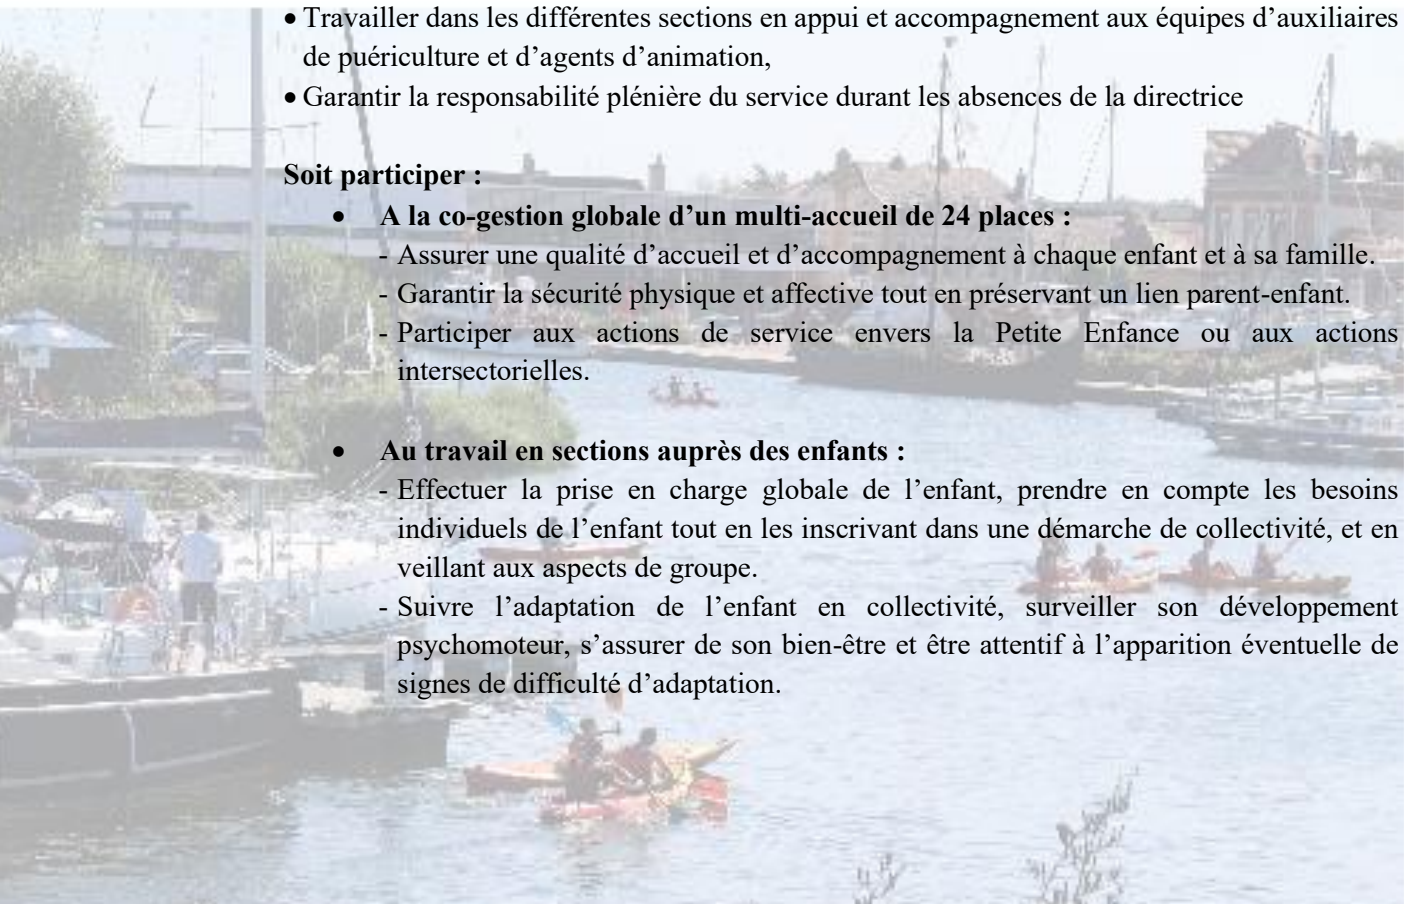 • Travailler dans les différentes sections en appui et accompagnement aux équipes d’auxiliaires
de puériculture et d’agents d’animation,
• Garantir la responsabilité plénière du service durant les absences de la directrice
Soit participer :
• A la co-gestion globale d’un multi-accueil de 24 places :
- Assurer une qualité d’accueil et d’accompagnement à chaque enfant et à sa famille.
- Garantir la sécurité physique et affective tout en préservant un lien parent-enfant.
- Participer aux actions de service envers la Petite Enfance ou aux actions
intersectorielles.
• Au travail en sections auprès des enfants :
- Effectuer la prise en charge globale de l’enfant, prendre en compte les besoins
individuels de l’enfant tout en les inscrivant dans une démarche de collectivité, et en
veillant aux aspects de groupe.
- Suivre l’adaptation de l’enfant en collectivité, surveiller son développement
psychomoteur, s’assurer de son bien-être et être attentif à l’apparition éventuelle de
signes de difficulté d’adaptation.